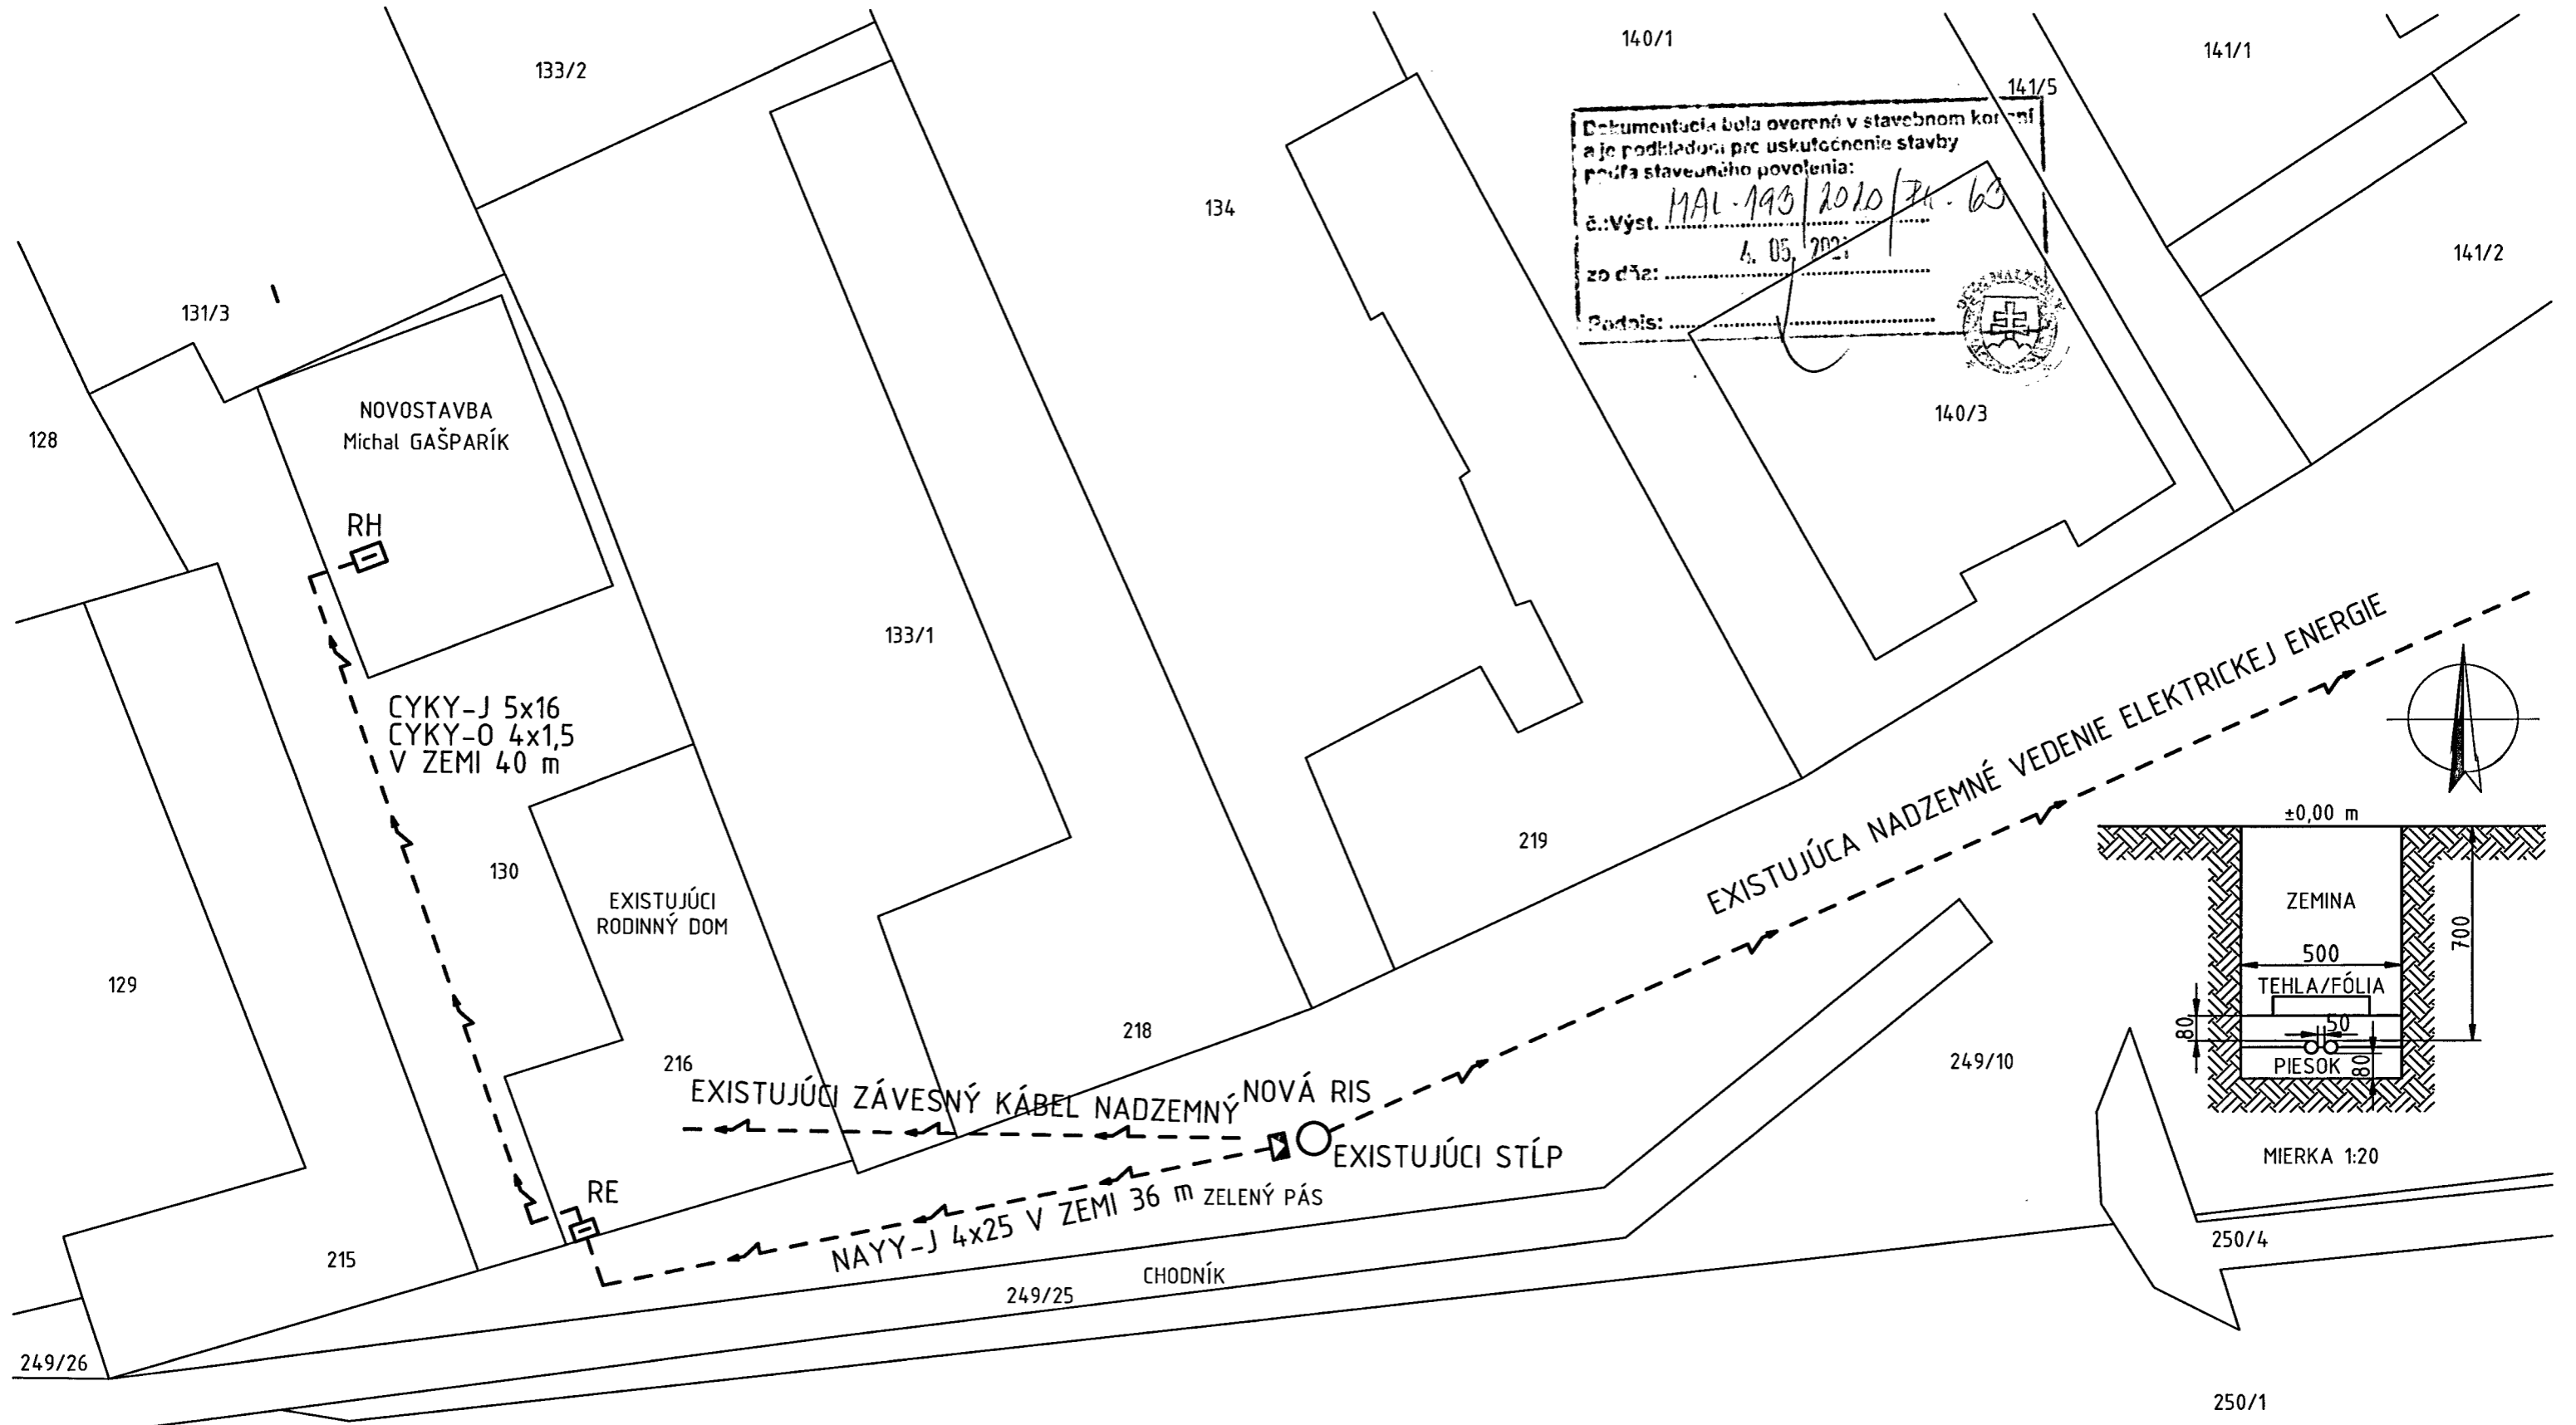 133/2
140/1
141/1
141/5
Dokumentácia bola overená v stavebnom konaní
a je podkladom pre uskutočnenie stavby
podľa stavebného povolenia:
č.:Výst. MAL-193/2020/ - 63
zo dňa: 4. 05. 2021
Podpis:
134
141/2
131/3
140/3
NOVOSTAVBA
Michal GAŠPARÍK
128
RH
133/1
EXISTUJÚCA NADZEMNÉ VEDENIE ELEKTRICKEJ ENERGIE
CYKY-J 5x16
CYKY-O 4x1,5
V ZEMI 40 m
±0,00 m
219
130
EXISTUJÚCI
RODINNÝ DOM
ZEMINA
700
500
TEHLA/FÓLIA
129
80
50
218
216
249/10
PIESOK
80
EXISTUJÚCI ZÁVESNÝ KÁBEL NADZEMNÝ
NOVÁ RIS
EXISTUJÚCI STĹP
MIERKA 1:20
RE
NAYY-J 4x25 V ZEMI 36 m
ZELENÝ PÁS
250/4
215
CHODNÍK
249/25
249/26
250/1